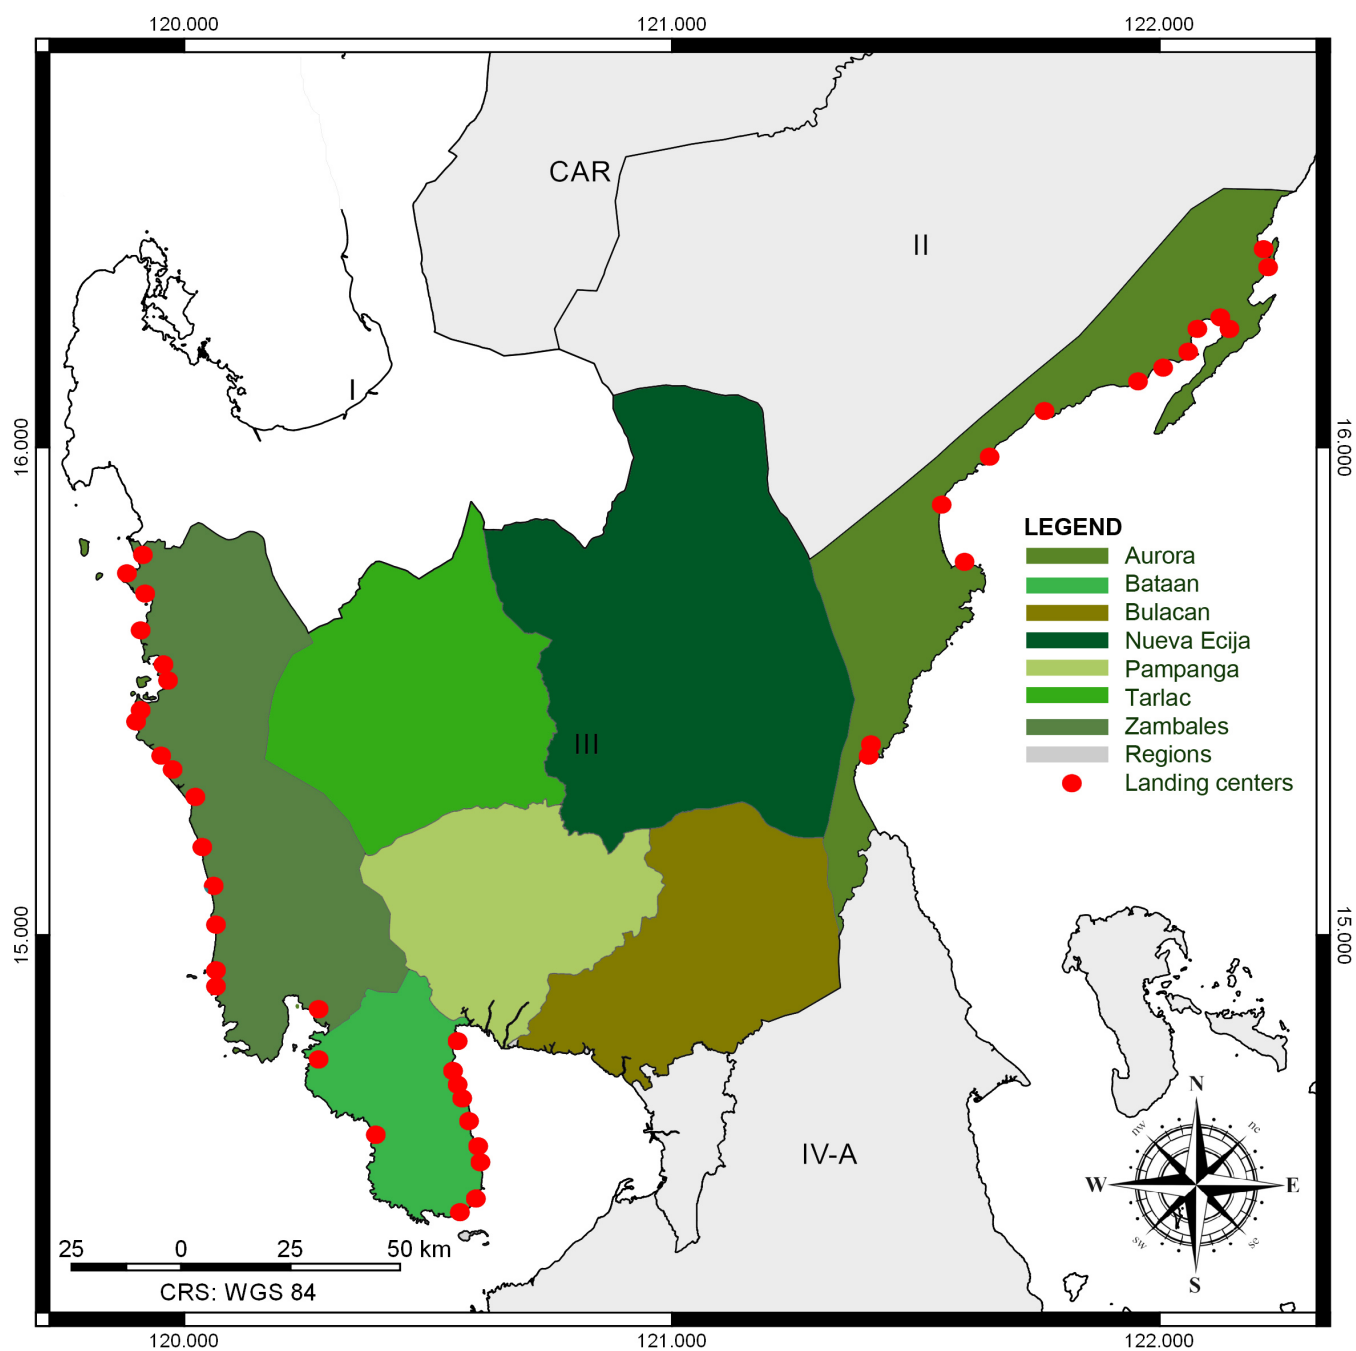 120.000 121.000 122.000
CAR
II
I
16.000 16.000
LEGEND
Aurora
Bataan
Bulacan
Nueva Ecija
Pampanga
Tarlac
Zambales
Regions
Landing centers
III
15.000 15.000
IV-A
N
nw ne
W E
sw se
S
25 0 25 50 km
CRS: WGS 84
120.000 121.000 122.000